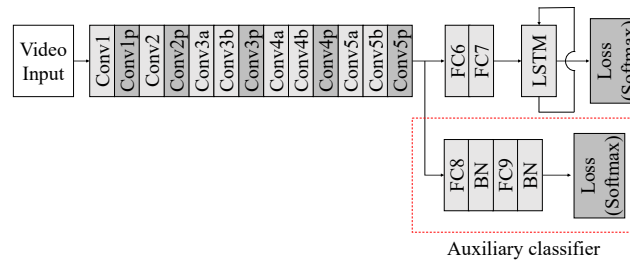 Video
Input
Conv1
Conv1p
Conv2
Conv2p
Conv3a
Conv3b
Conv3p
Conv4a
Conv4b
Conv4p
Conv5a
Conv5b
Conv5p
FC6
FC7
LSTM
Loss
(Softmax)
FC8
BN
FC9
BN
Loss
(Softmax)
Auxiliary classifier